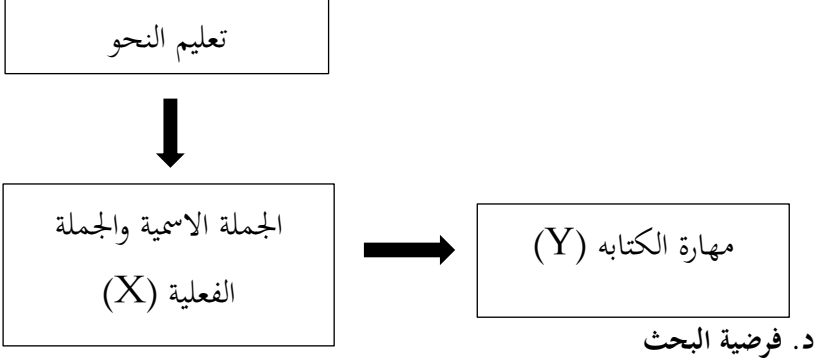 تعليم النحو
الجملة الاسمية والجملة
الفعلية (X)
مهارة الكتابه (Y)
د. فرضية البحث